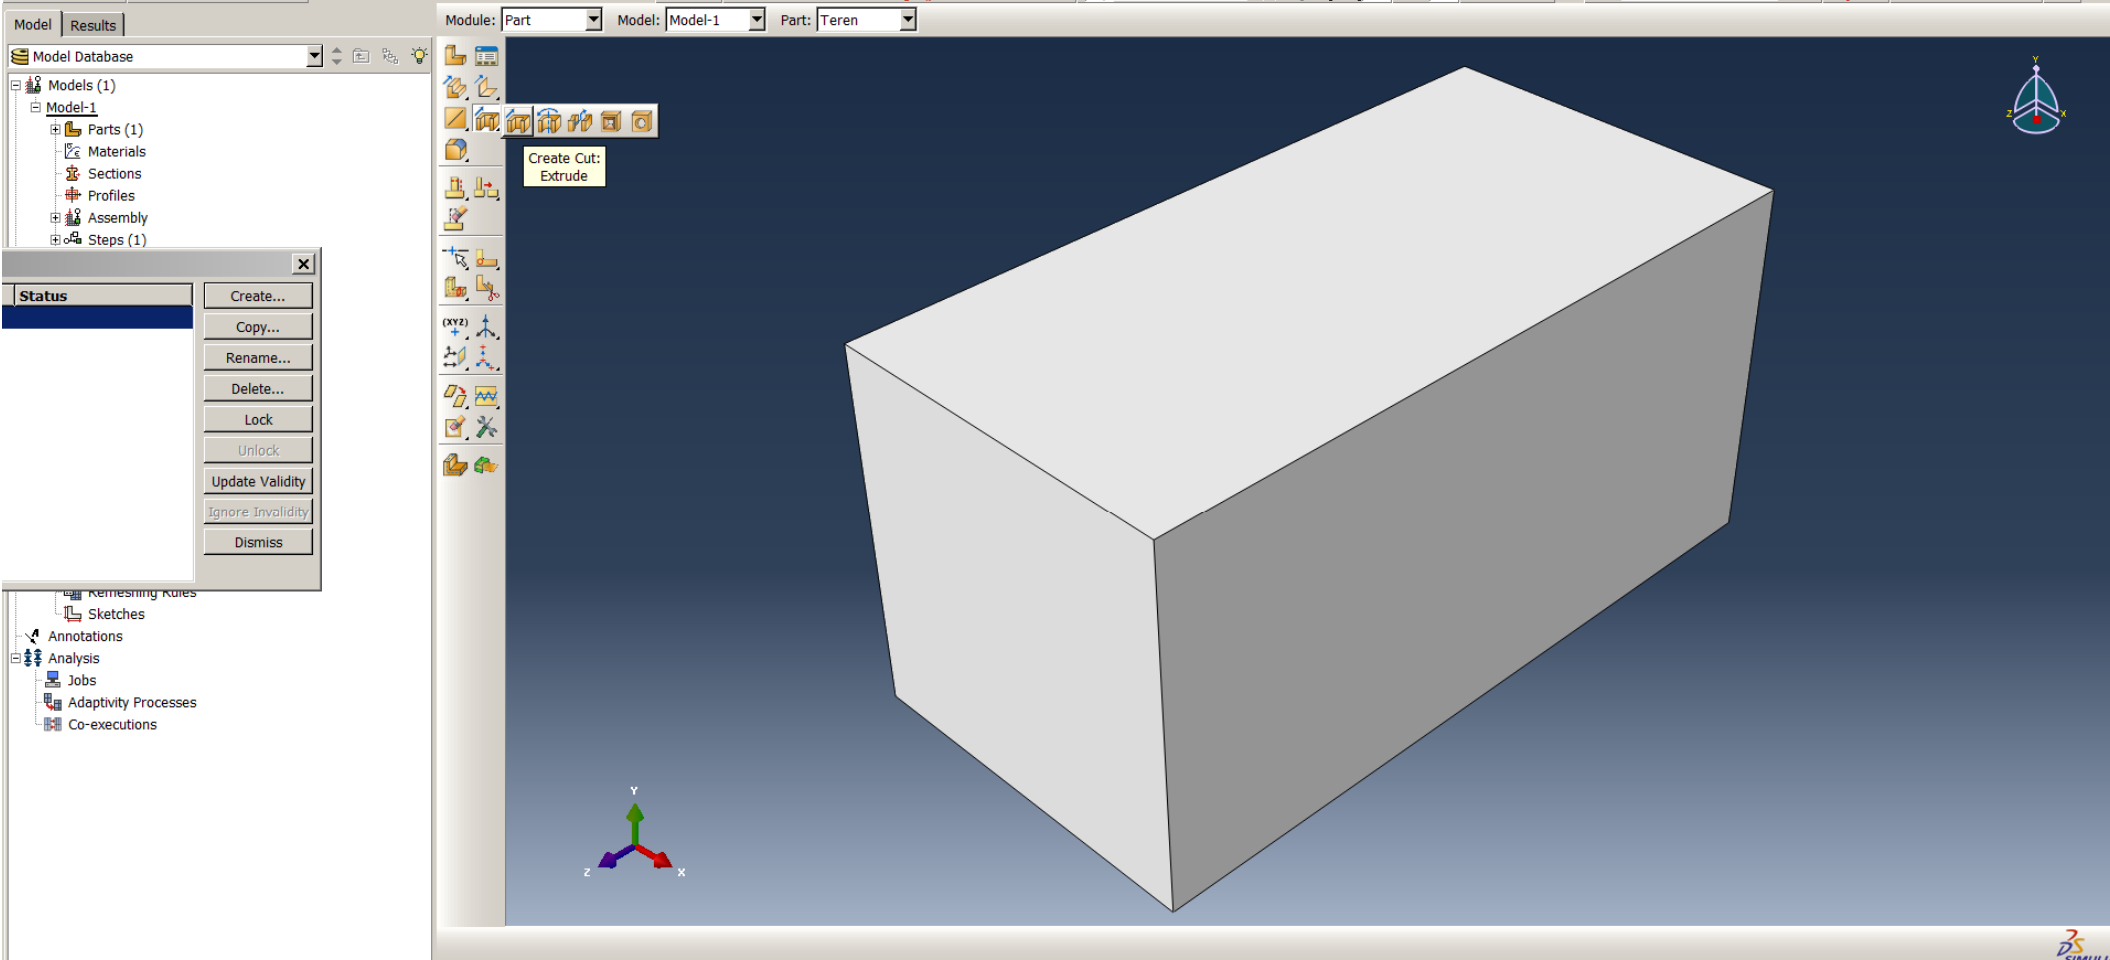 Model Results
Module: Part Model: Model-1 Part: Teren
Model Database
Models (1)
Model-1
Parts (1)
Materials
Sections
Profiles
Assembly
Steps (1)
Status
Create...
Copy...
Rename...
Delete...
Lock
Unlock
Update Validity
Ignore Invalidity
Dismiss
Remeshing Rules
Sketches
Annotations
Analysis
Jobs
Adaptivity Processes
Co-executions
(XYZ)
Create Cut:
Extrude
Y
Z X
Y
Z X